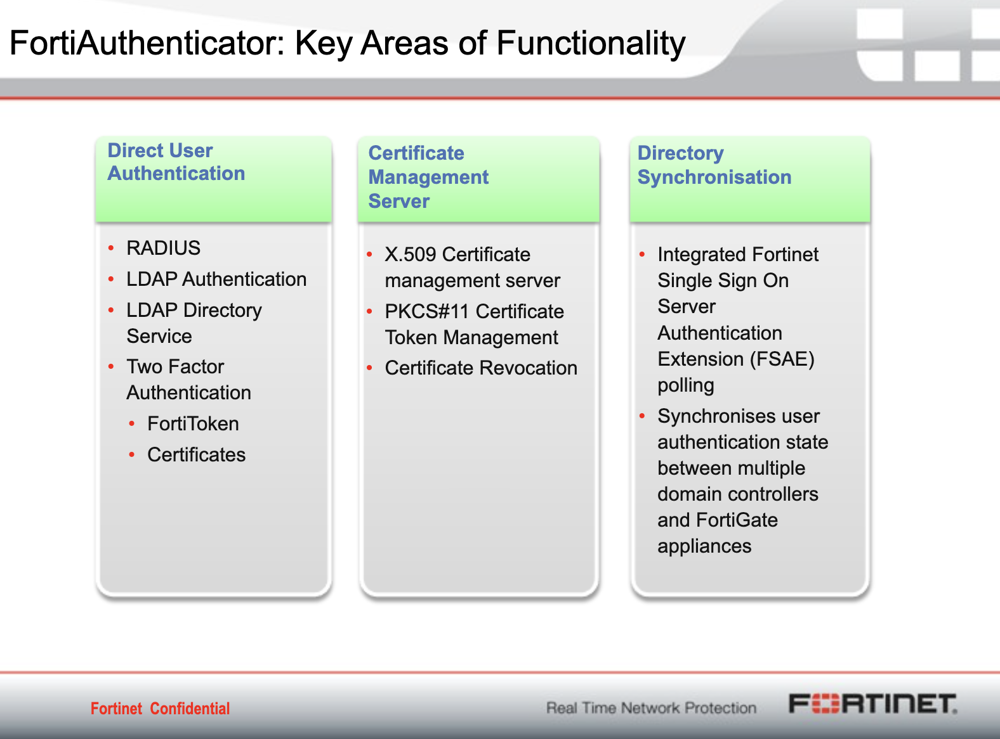 FortiAuthenticator: Key Areas of Functionality
Direct User
Authentication
• RADIUS
• LDAP Authentication
• LDAP Directory
Service
• Two Factor
Authentication
• FortiToken
• Certificates
Certificate
Management
Server
• X.509 Certificate
management server
• PKCS#11 Certificate
Token Management
• Certificate Revocation
Directory
Synchronisation
• Integrated Fortinet
Single Sign On
Server
Authentication
Extension (FSAE)
polling
• Synchronises user
authentication state
between multiple
domain controllers
and FortiGate
appliances
Fortinet Confidential
Real Time Network Protection
FORTINET®